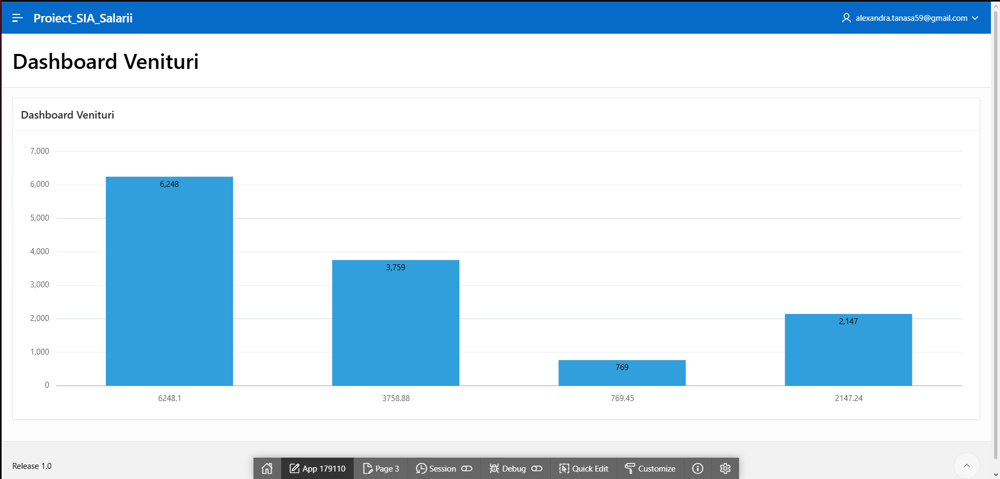 Proiect_SIA_Salarii
alexandra.tanasa59@gmail.com
Dashboard Venituri
Dashboard Venituri
7,000
6,000
5,000
4,000
3,000
2,000
1,000
0
6,248
3,759
769
2,147
6248.1
3758.88
769.45
2147.24
Release 1.0
App 179110
Page 3
Session
Debug
Quick Edit
Customize